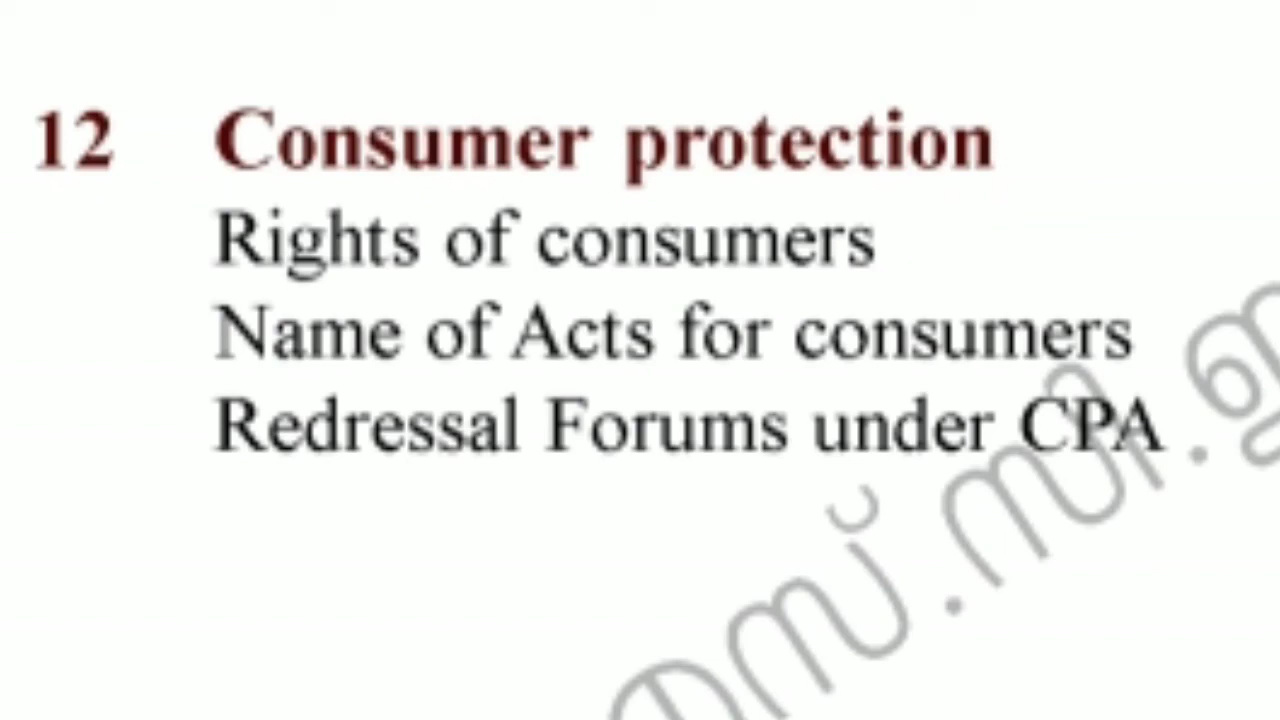 12 Consumer protection
Rights of consumers
Name of Acts for consumers
Redressal Forums under CPA